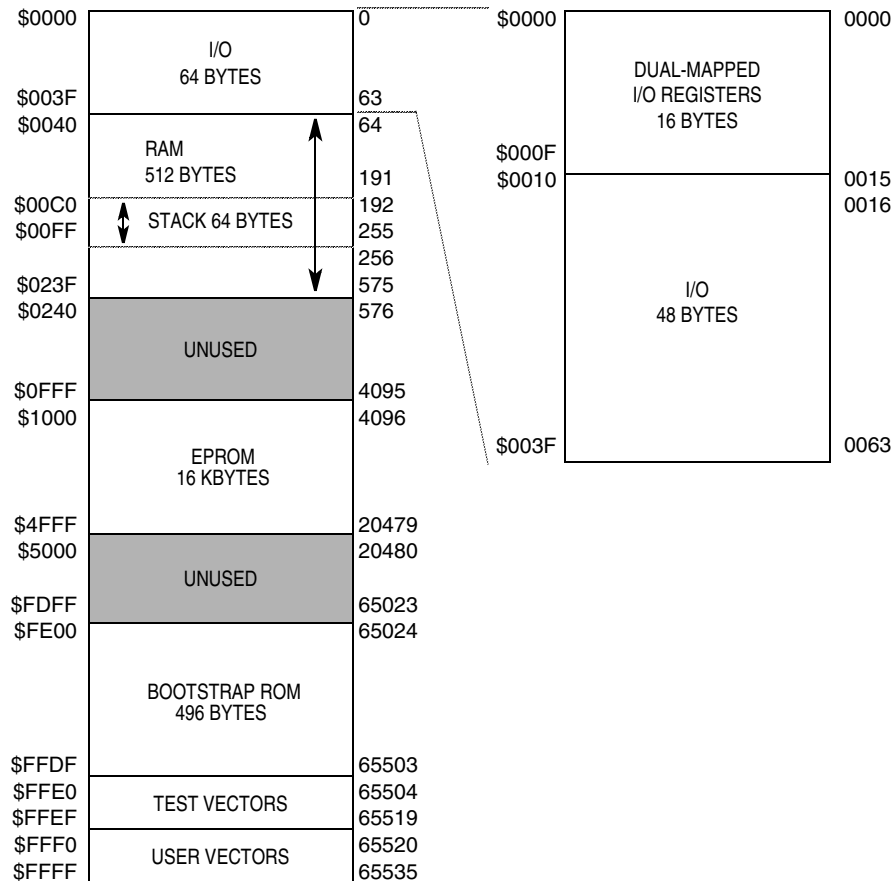 $0000 0
I/O
64 BYTES
$003F 63
$0040 64
RAM
512 BYTES
191
$00C0 192
STACK 64 BYTES
$00FF 255
256
$023F 575
$0240 576
UNUSED
$0FFF 4095
$1000 4096
EPROM
16 KBYTES
$4FFF 20479
$5000 20480
UNUSED
$FDFF 65023
$FE00 65024
BOOTSTRAP ROM
496 BYTES
$FFDF 65503
$FFE0 65504
TEST VECTORS
$FFEF 65519
$FFF0 65520
USER VECTORS
$FFFF 65535
$0000 0000
DUAL-MAPPED
I/O REGISTERS
16 BYTES
$000F
$0010 0015
0016
I/O
48 BYTES
$003F 0063